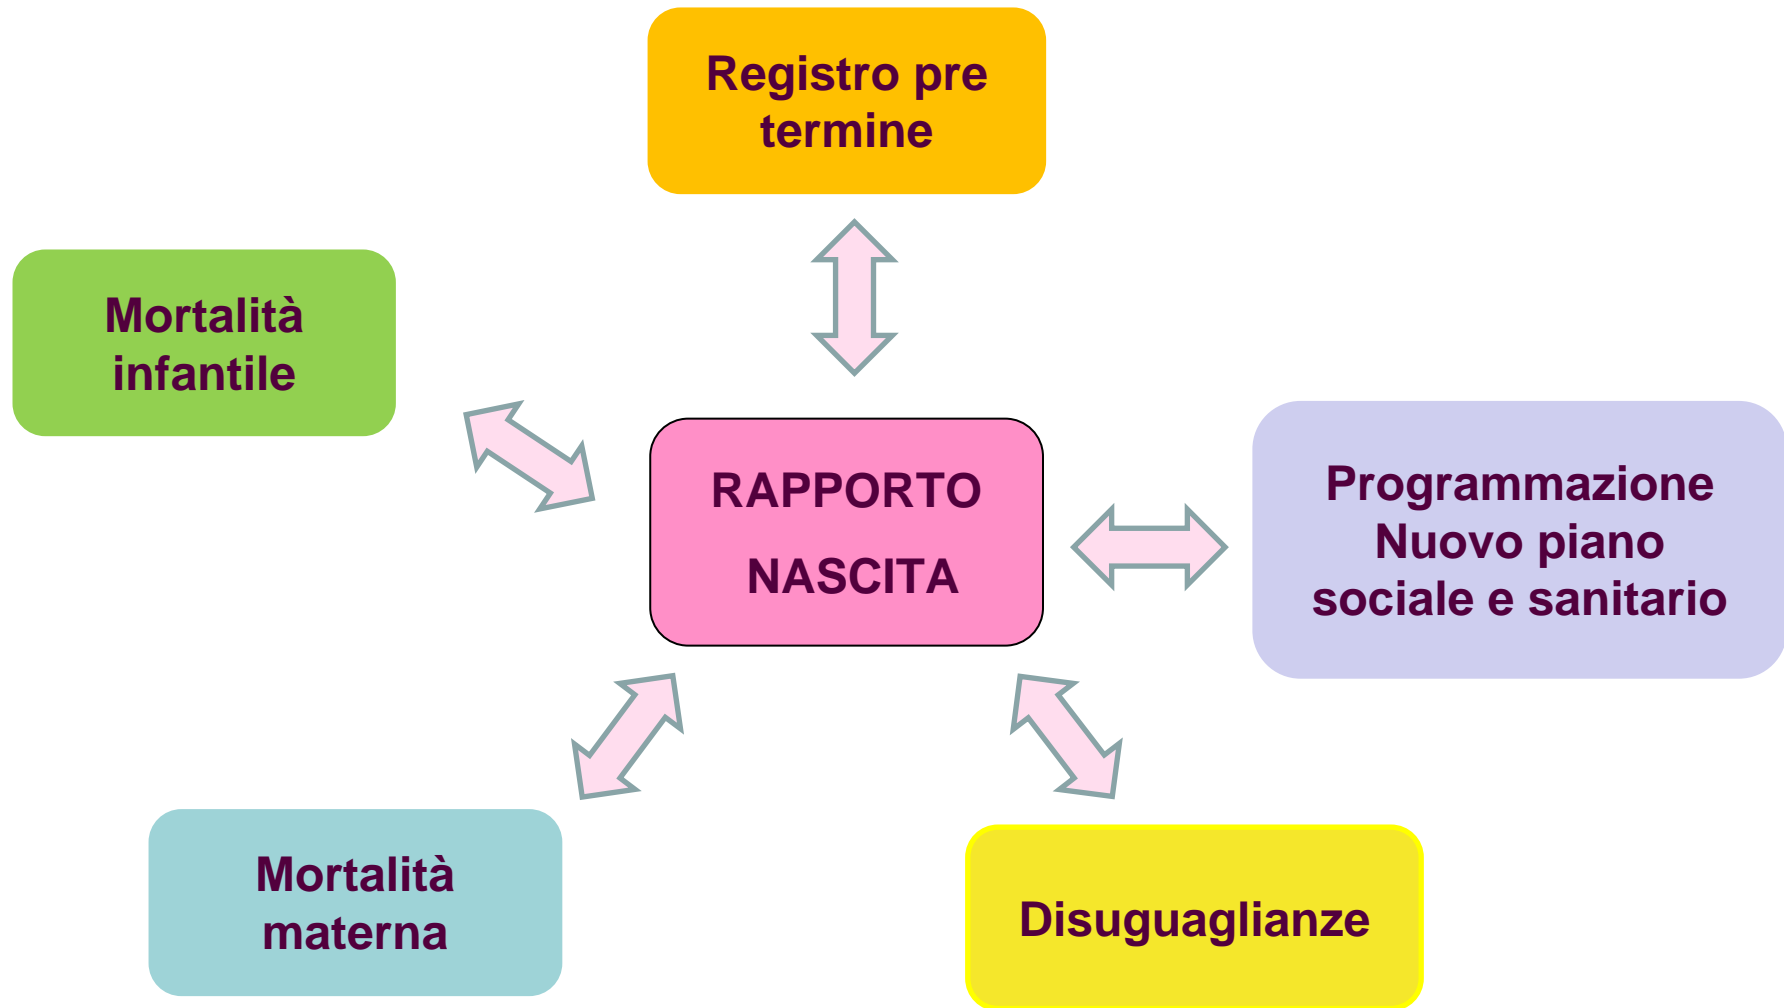 Registro pre
termine
Mortalità
infantile
RAPPORTO
NASCITA
Programmazione
Nuovo piano
sociale e sanitario
Mortalità
materna
Disuguaglianze